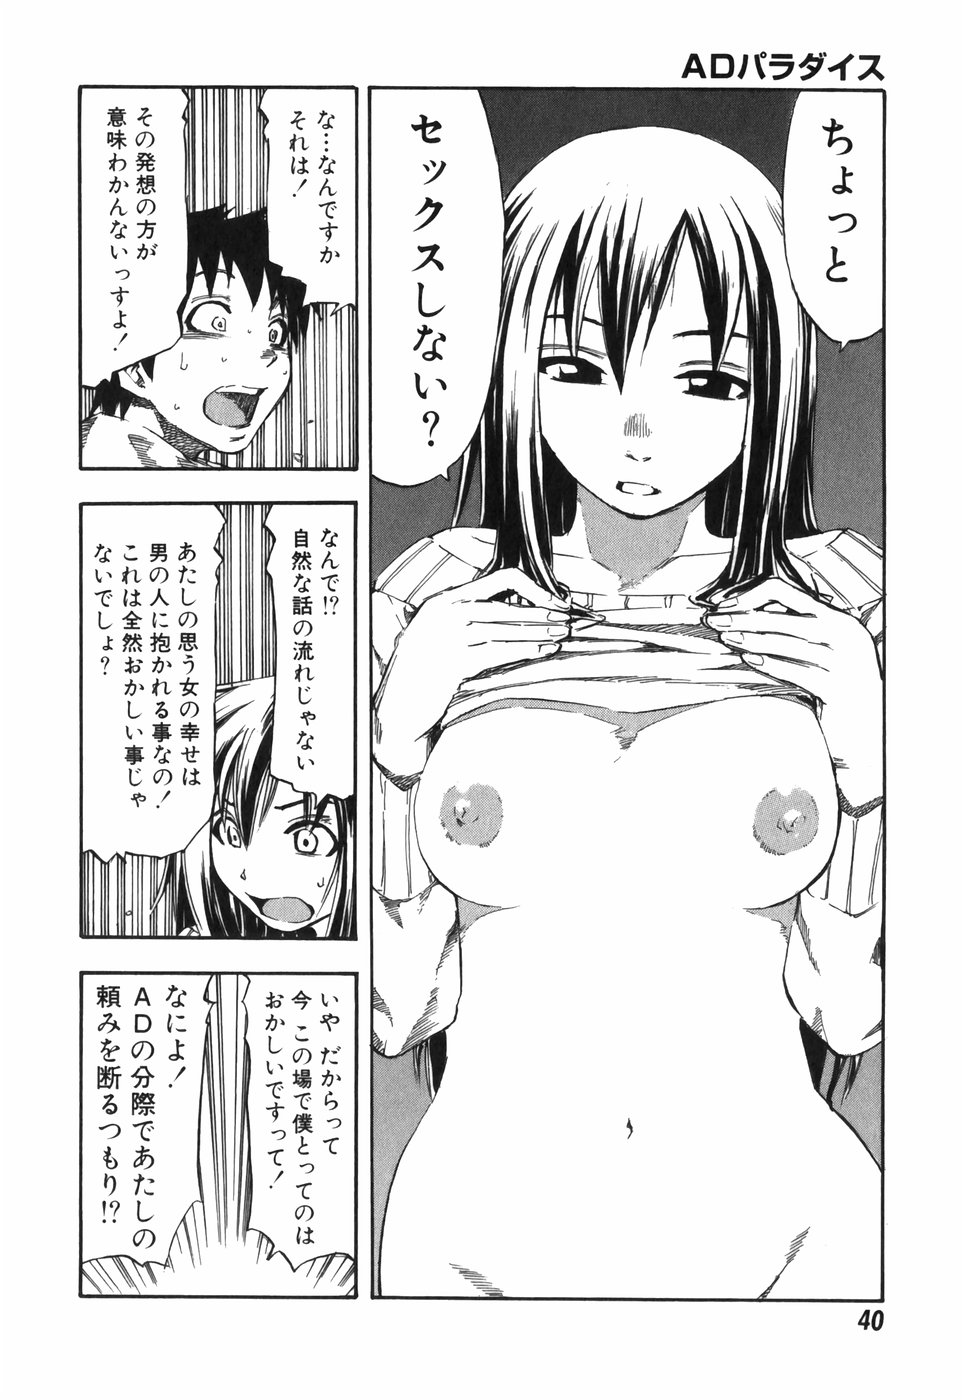 ADパラダイス
ちょっと
セックスしない?
な…なんですか
それは!
その発想の方が
意味わかんないっすよ!
なんで!?
自然な話の流れじゃない
あたしの思う女の幸せは
男の人に抱かれる事なの!
これは全然おかしい事じゃ
ないでしょ?
いや だからって
今 この場で僕とってのは
おかしいですって!
なによ!
ADの分際であたしの
頼みを断るつもり!?
40